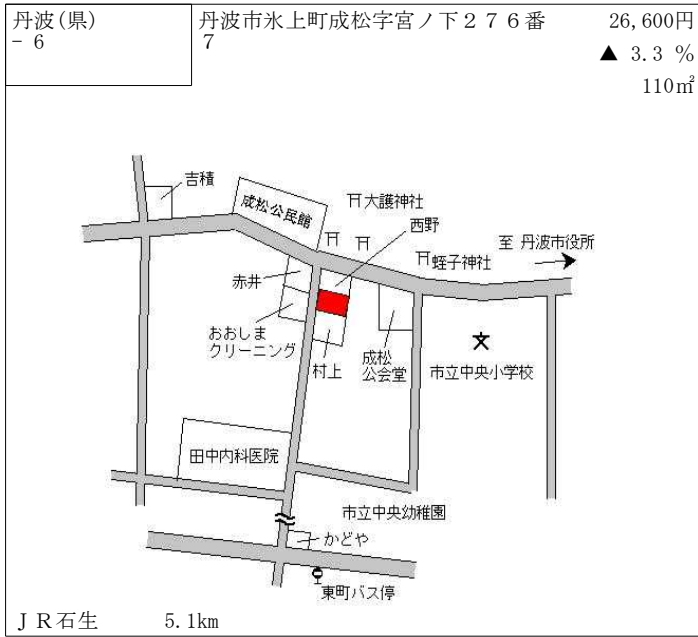 丹波(県)
- 6
丹波市氷上町成松字宮ノ下２７６番
7
26,600円
▲ 3.3 %
110㎡
吉積
成松公民館
大護神社
西野
至 丹波市役所
蛭子神社
赤井
おおしま
クリーニング
村上
成松
公会堂
市立中央小学校
田中内科医院
市立中央幼稚園
かどや
東町バス停
ＪＲ石生 5.1km